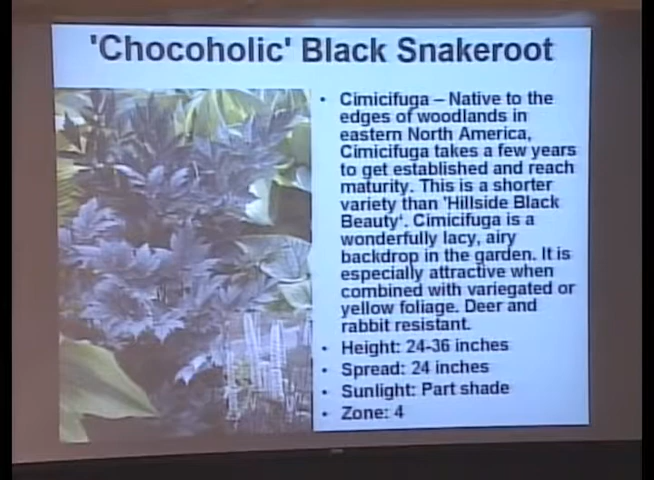 'Chocoholic' Black Snakeroot
• Cimicifuga – Native to the
edges of woodlands in
eastern North America,
Cimicifuga takes a few years
to get established and reach
maturity. This is a shorter
variety than 'Hillside Black
Beauty'. Cimicifuga is a
wonderfully lacy, airy
backdrop in the garden. It is
especially attractive when
combined with variegated or
yellow foliage. Deer and
rabbit resistant.
• Height: 24-36 inches
• Spread: 24 inches
• Sunlight: Part shade
• Zone: 4